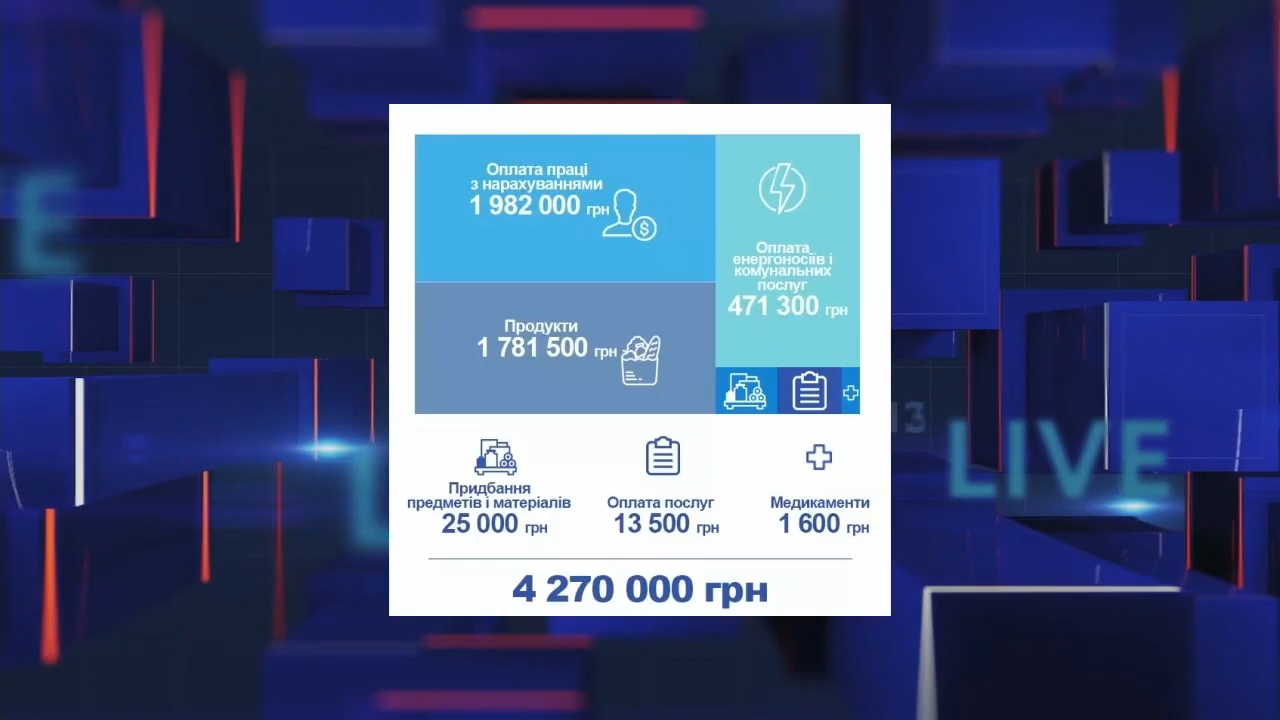 Оплата праці
з нарахуваннями
1 982 000 грн
$
Оплата
енергоносіїв і
комунальних
послуг
471 300 грн
Продукти
1 781 500 грн
Придбання
предметів і матеріалів
25 000 грн
Оплата послуг
13 500 грн
Медикаменти
1 600 грн
4 270 000 грн
E
L
LIVE
13